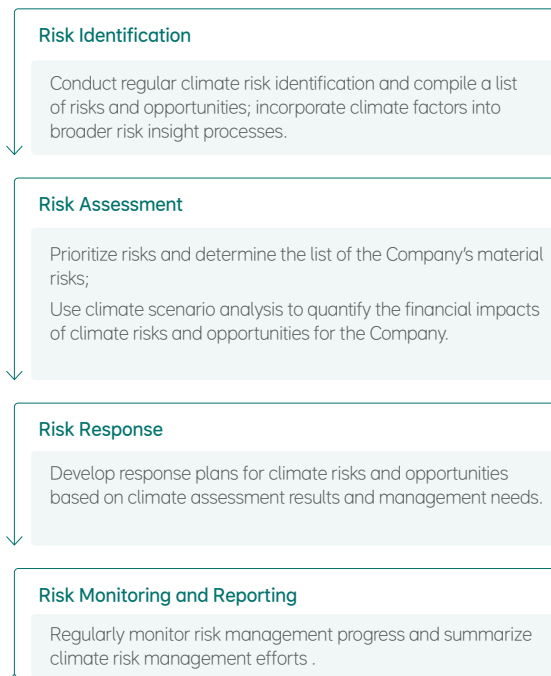 Risk Identification
Conduct regular climate risk identification and compile a list
of risks and opportunities; incorporate climate factors into
broader risk insight processes.
Risk Assessment
Prioritize risks and determine the list of the Company's material
risks;
Use climate scenario analysis to quantify the financial impacts
of climate risks and opportunities for the Company.
Risk Response
Develop response plans for climate risks and opportunities
based on climate assessment results and management needs.
Risk Monitoring and Reporting
Regularly monitor risk management progress and summarize
climate risk management efforts .